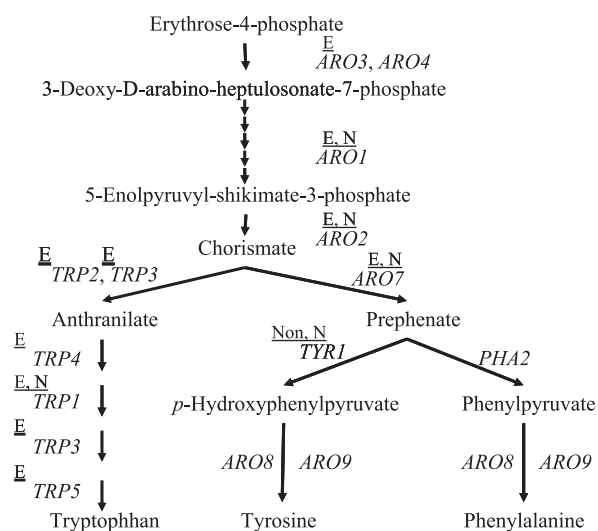 Erythrose-4-phosphate
E
ARO3, ARO4
3-Deoxy-D-arabino-heptulosonate-7-phosphate
E, N
ARO1
5-Enolpyruvyl-shikimate-3-phosphate
E, N
ARO2
Chorismate
E E
TRP2, TRP3
E, N
ARO7
Anthranilate Prephenate
E
TRP4
Non, N
TYR1
PHA2
E, N
TRP1
p-Hydroxyphenylpyruvate Phenylpyruvate
E
TRP3
ARO8 ARO9 ARO8 ARO9
E
TRP5
Tryptophhan Tyrosine Phenylalanine